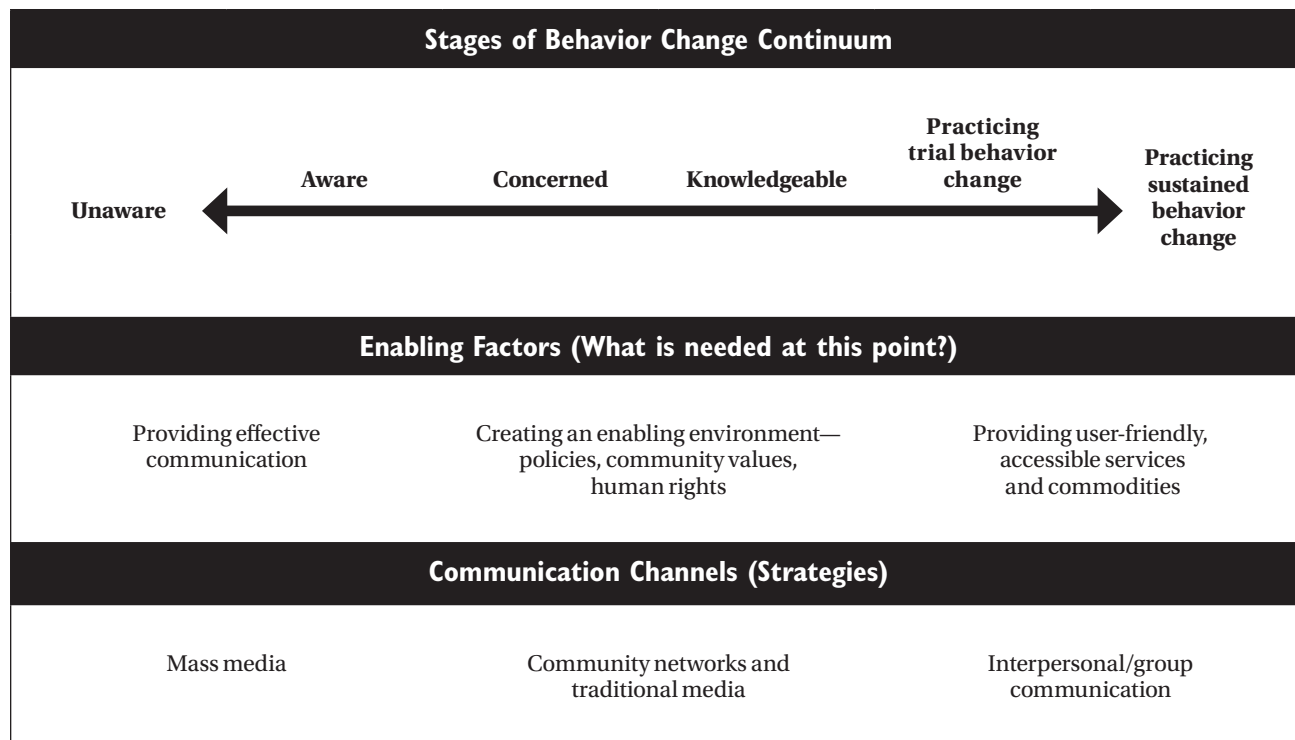 Stages of Behavior Change Continuum
Unaware
Aware
Concerned
Knowledgeable
Practicing
trial behavior
change
Practicing
sustained
behavior
change
Enabling Factors (What is needed at this point?)
Providing effective
communication
Creating an enabling environment—
policies, community values,
human rights
Providing user-friendly,
accessible services
and commodities
Communication Channels (Strategies)
Mass media
Community networks and
traditional media
Interpersonal/group
communication